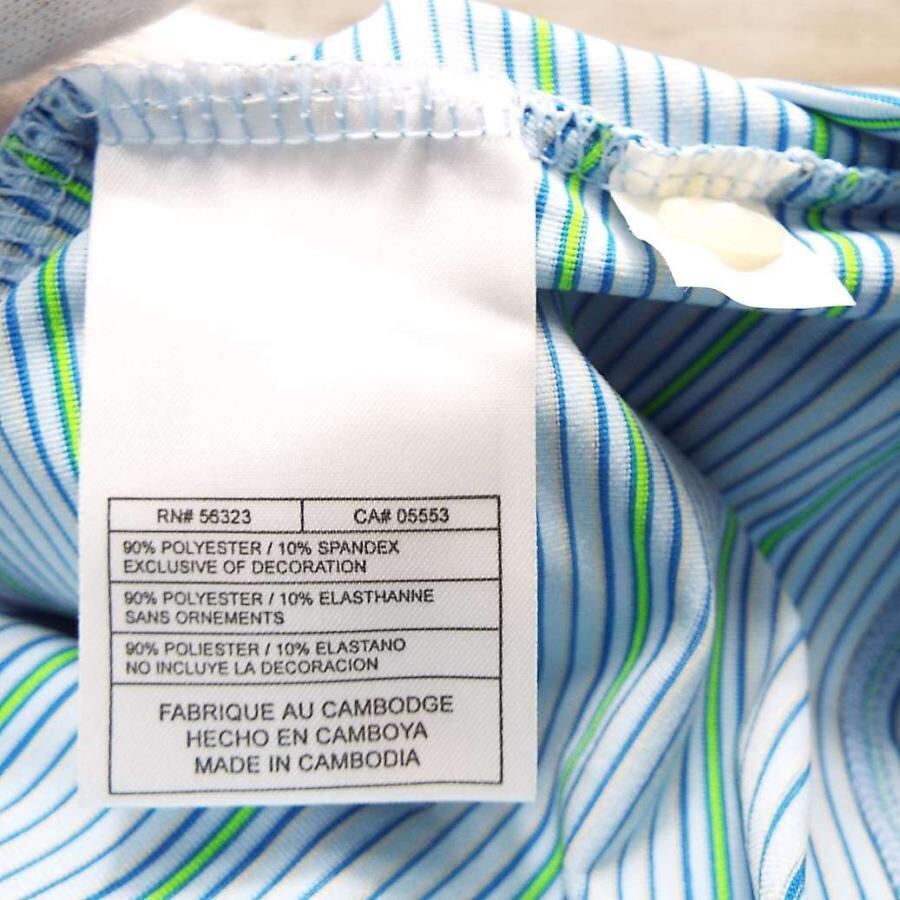 RN# 56323 CA# 05553
90% POLYESTER / 10% SPANDEX
EXCLUSIVE OF DECORATION
90% POLYESTER / 10% ELASTHANNE
SANS ORNEMENTS
90% POLIESTER / 10% ELASTANO
NO INCLUYE LA DECORACION
FABRIQUE AU CAMBODGE
HECHO EN CAMBOYA
MADE IN CAMBODIA